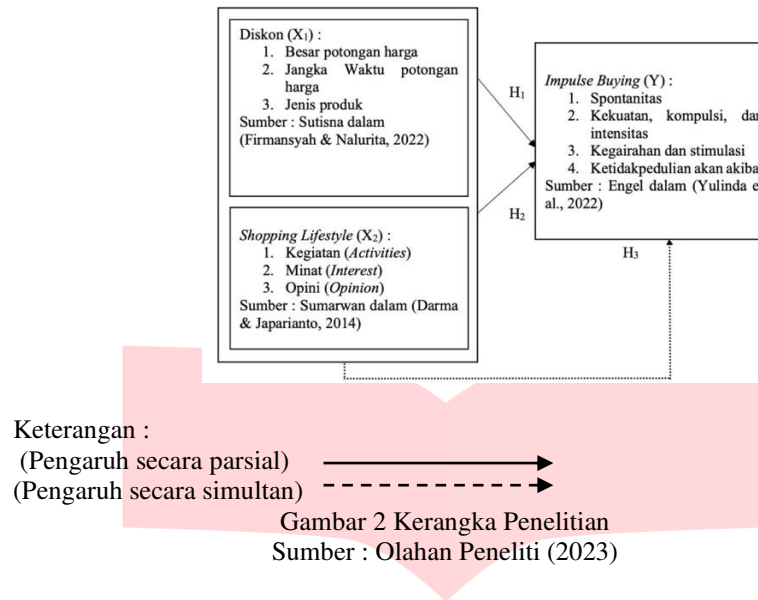 Diskon (X₁) :
1. Besar potongan harga
2. Jangka Waktu potongan
harga
3. Jenis produk
Sumber : Sutisna dalam
(Firmansyah & Nalurita, 2022)
Shopping Lifestyle (X₂) :
1. Kegiatan (Activities)
2. Minat (Interest)
3. Opini (Opinion)
Sumber : Sumarwan dalam (Darma
& Japarianto, 2014)
H₁
H₂
Impulse Buying (Y) :
1. Spontanitas
2. Kekuatan, kompulsi, dan
intensitas
3. Kegairahan dan stimulasi
4. Ketidakpedulian akan akiba
Sumber : Engel dalam (Yulinda e
al., 2022)
H₃
Keterangan :
(Pengaruh secara parsial)
(Pengaruh secara simultan)
Gambar 2 Kerangka Penelitian
Sumber : Olahan Peneliti (2023)